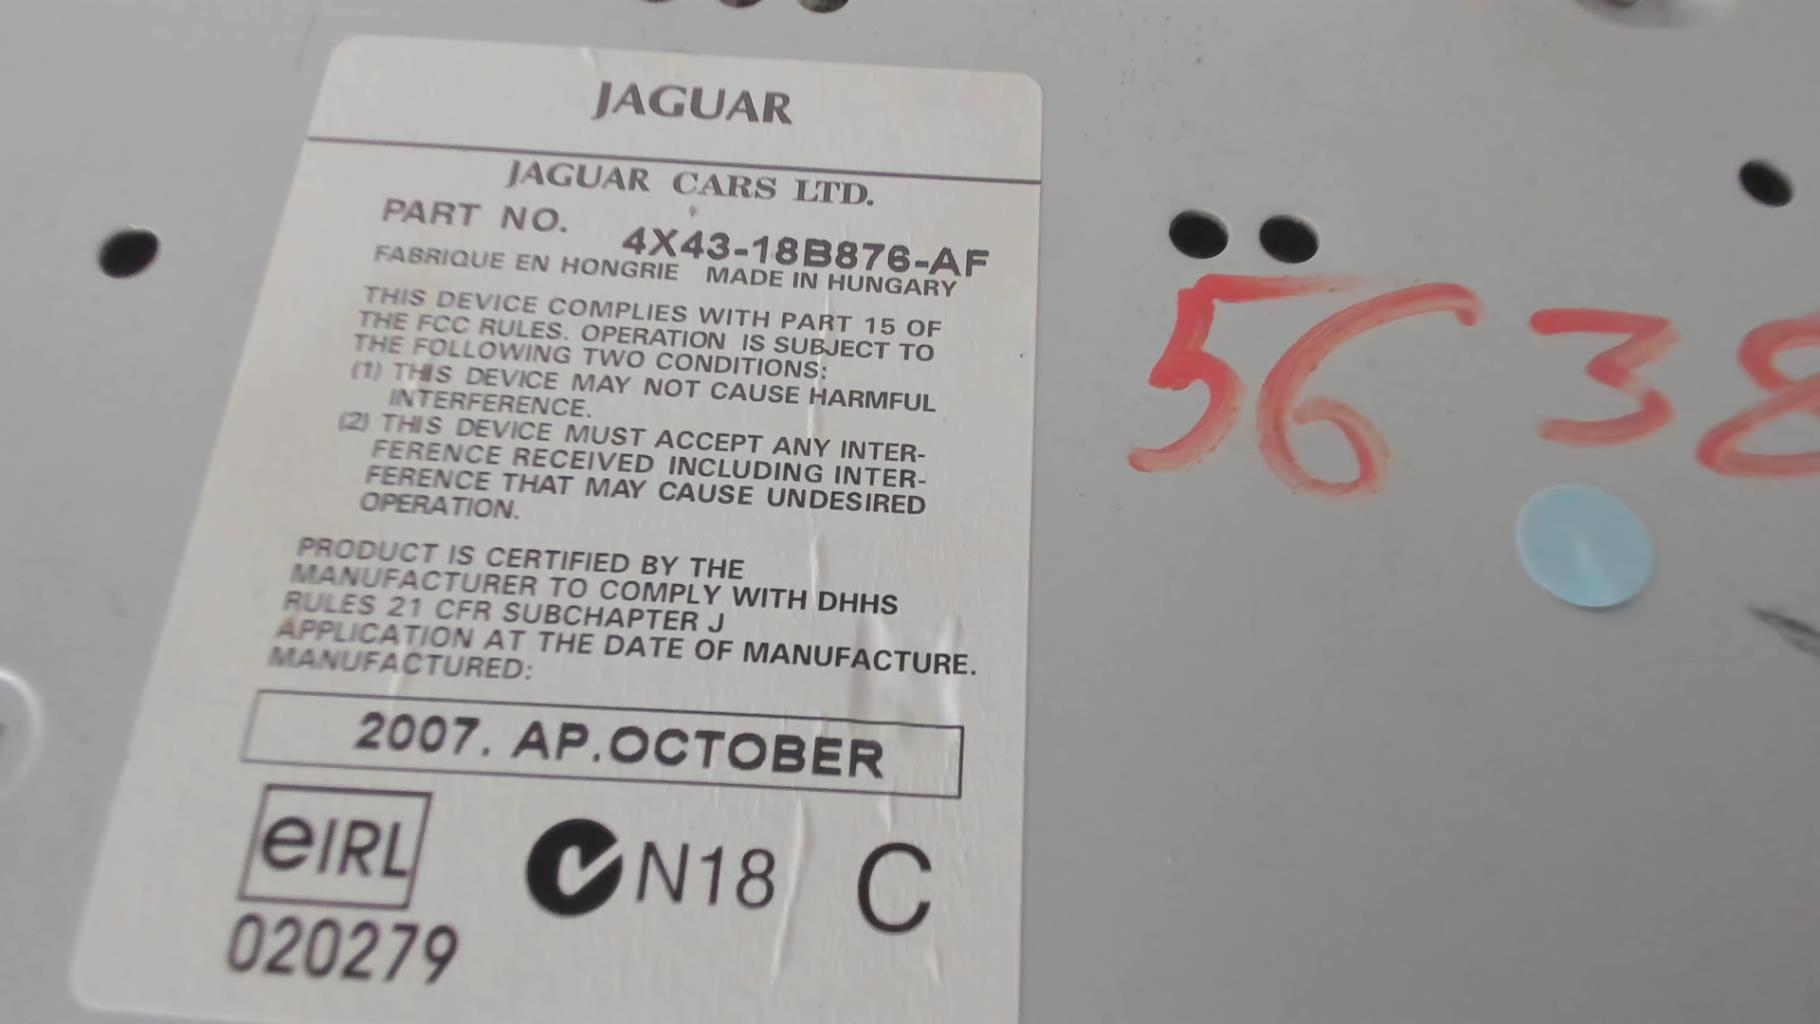 JAGUAR
JAGUAR CARS LTD.
PART NO. 4X43-18B876-AF
FABRIQUE EN HONGRIE MADE IN HUNGARY
THIS DEVICE COMPLIES WITH PART 15 OF
THE FCC RULES. OPERATION IS SUBJECT TO
THE FOLLOWING TWO CONDITIONS:
(1) THIS DEVICE MAY NOT CAUSE HARMFUL
INTERFERENCE.
(2) THIS DEVICE MUST ACCEPT ANY INTER-
FERENCE RECEIVED INCLUDING INTER-
FERENCE THAT MAY CAUSE UNDESIRED
OPERATION.
PRODUCT IS CERTIFIED BY THE
MANUFACTURER TO COMPLY WITH DHHS
RULES 21 CFR SUBCHAPTER J
APPLICATION AT THE DATE OF MANUFACTURE.
MANUFACTURED:
2007. AP.OCTOBER
eIRL
N18 C
020279
56 38